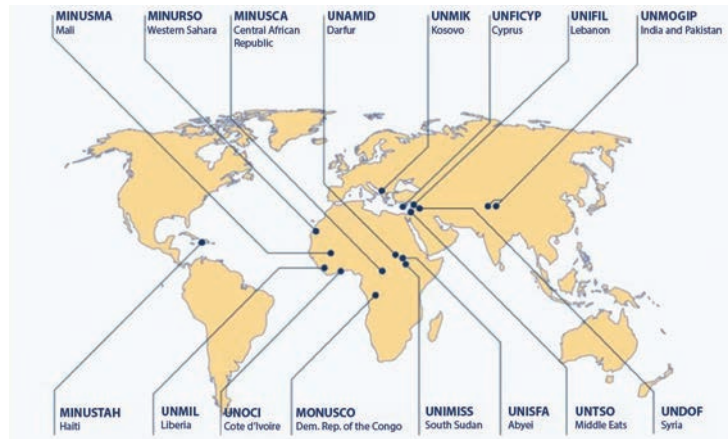 MINUSMA
Mali
MINURSO
Western Sahara
MINUSCA
Central African
Republic
UNAMID
Darfur
UNMIK
Kosovo
UNFICYP
Cyprus
UNIFIL
Lebanon
UNMOGIP
India and Pakistan
MINUSTAH
Haiti
UNMIL
Liberia
UNOCI
Cote d'Ivoire
MONUSCO
Dem. Rep. of the Congo
UNIMISS
South Sudan
UNISFA
Abyei
UNTSO
Middle Eats
UNDOF
Syria